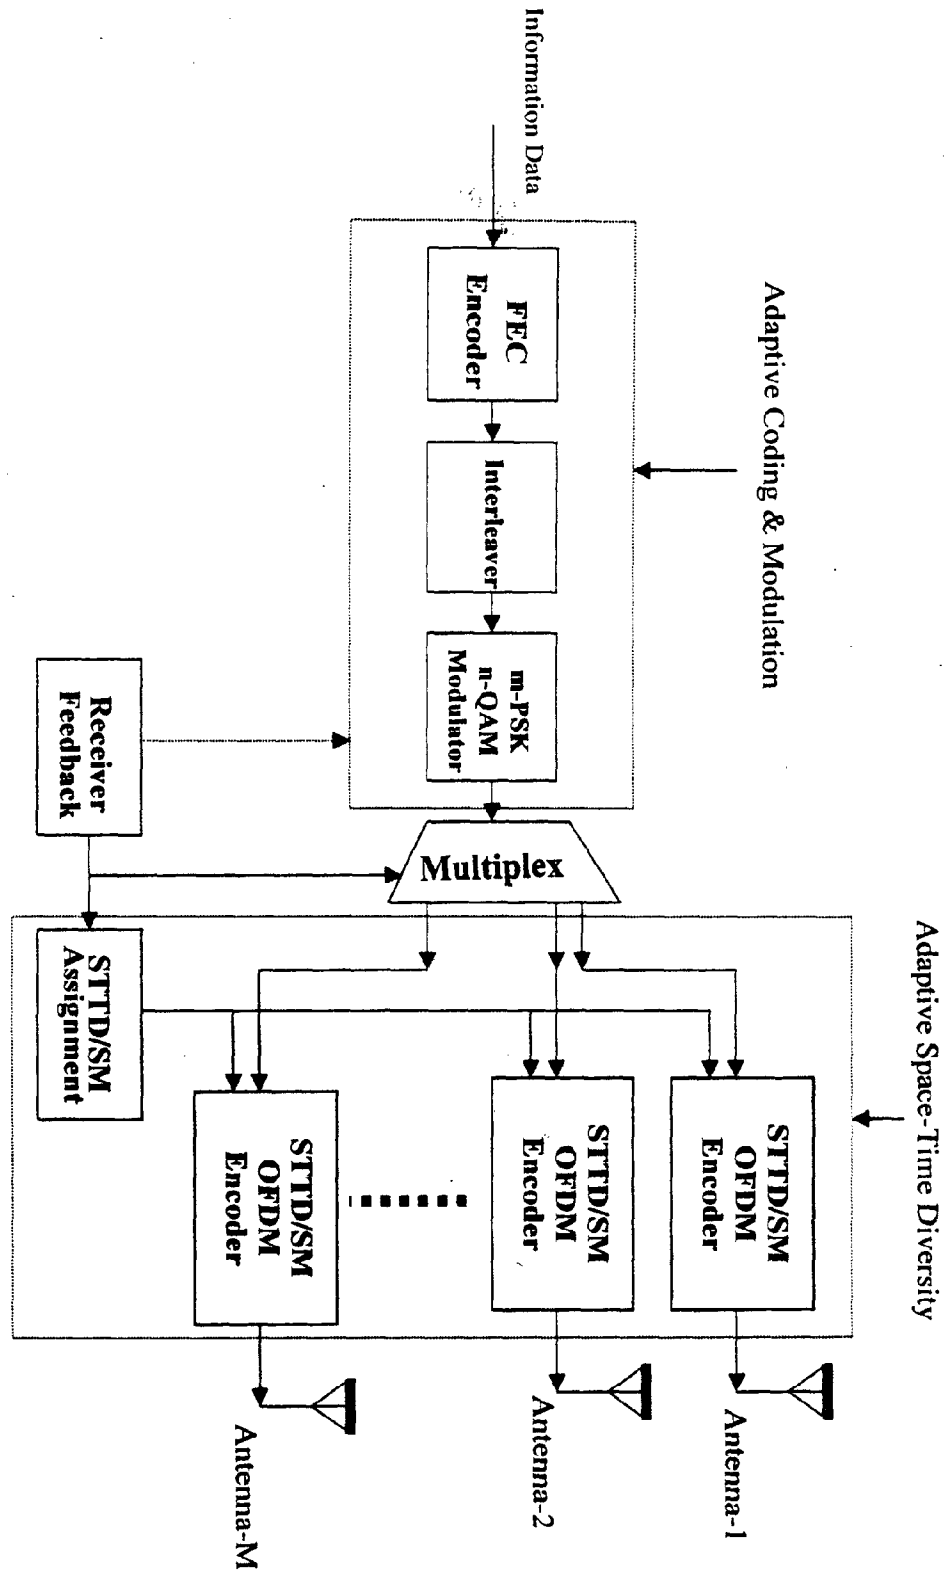 Information Data
Adaptive Coding & Modulation
FEC
Encoder
Interleaver
m-PSK
n-QAM
Modulator
Receiver
Feedback
Multiplex
Adaptive Space-Time Diversity
STTD/SM
OFDM
Encoder
Antenna-1
STTD/SM
OFDM
Encoder
Antenna-2
STTD/SM
OFDM
Encoder
Antenna-M
STTD/SM
Assignment